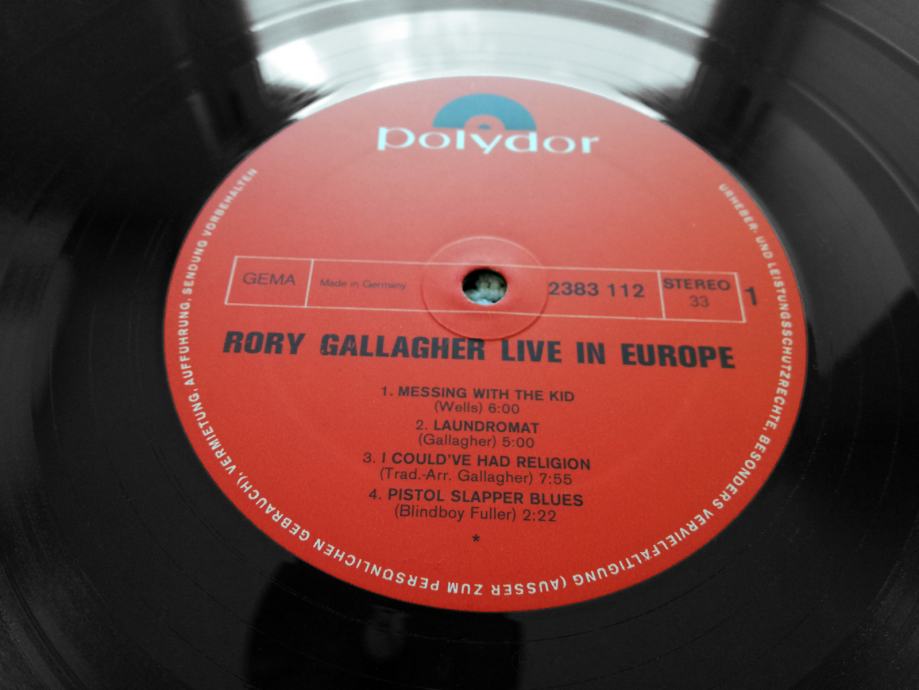 polydor
GEMA
Made in Germany
2383 112
STEREO
33
1
RORY GALLAGHER LIVE IN EUROPE
1. MESSING WITH THE KID
(Wells) 6:00
2. LAUNDROMAT
(Gallagher) 5:00
3. I COULD'VE HAD RELIGION
(Trad.-Arr. Gallagher) 7:55
4. PISTOL SLAPPER BLUES
(Blindboy Fuller) 2:22
*
URHEBER- UND LEISTUNGSSCHUTZRECHTE, BESONDERS VERVIELFÄLTIGUNG (AUSSER ZUM PERSÖNLICHEN GEBRAUCH), VERMIETUNG, AUFFÜHRUNG, SENDUNG VORBEHALTEN